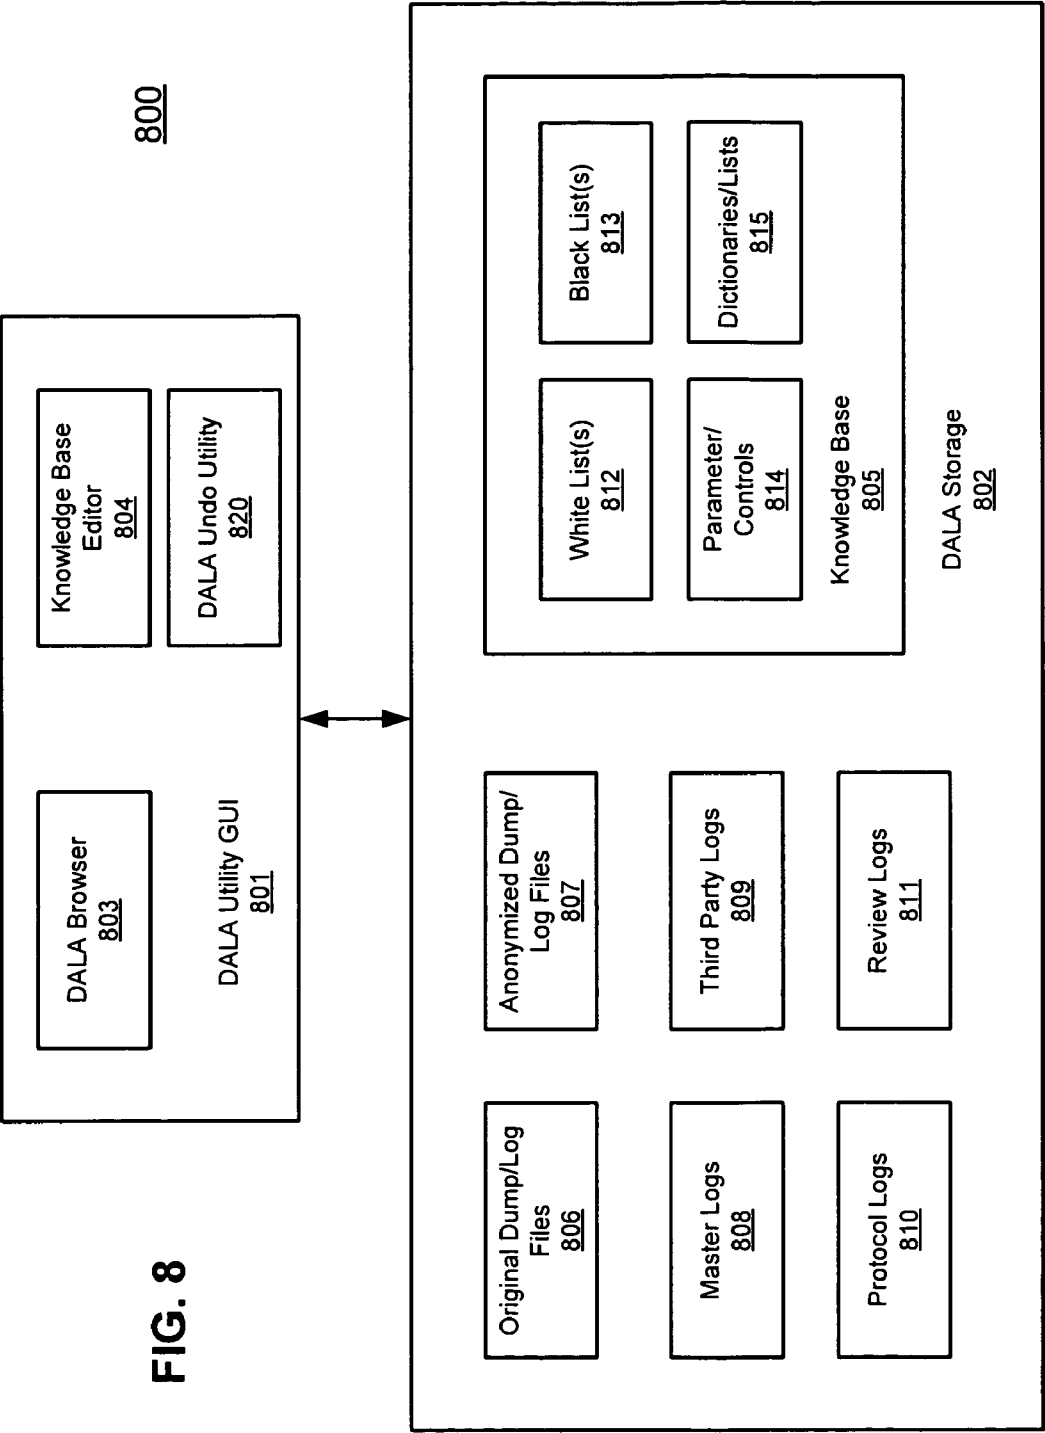 FIG. 8
800
DALA Browser
803
Knowledge Base
Editor
804
DALA Undo Utility
820
DALA Utility GUI
801
Original Dump/Log
Files
806
Anonymized Dump/
Log Files
807
Master Logs
808
Third Party Logs
809
Protocol Logs
810
Review Logs
811
White List(s)
812
Black List(s)
813
Parameter/
Controls
814
Dictionaries/Lists
815
Knowledge Base
805
DALA Storage
802